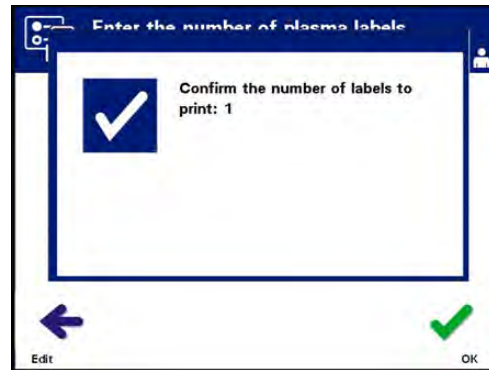 Enter the number of plasma labels
Confirm the number of labels to
print: 1
Edit
OK